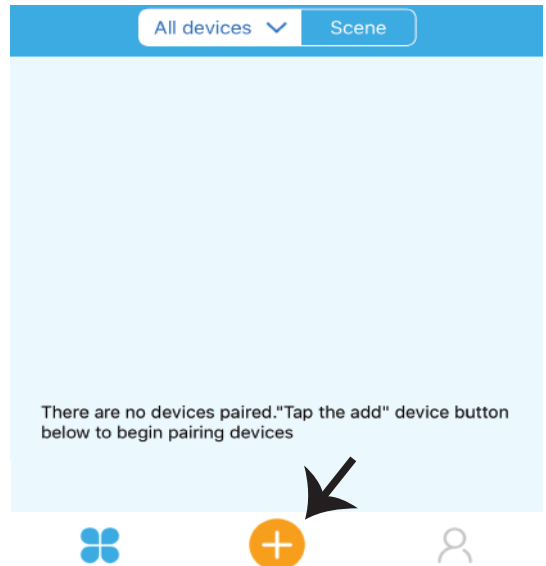 All devices
Scene
There are no devices paired."Tap the add" device button
below to begin pairing devices